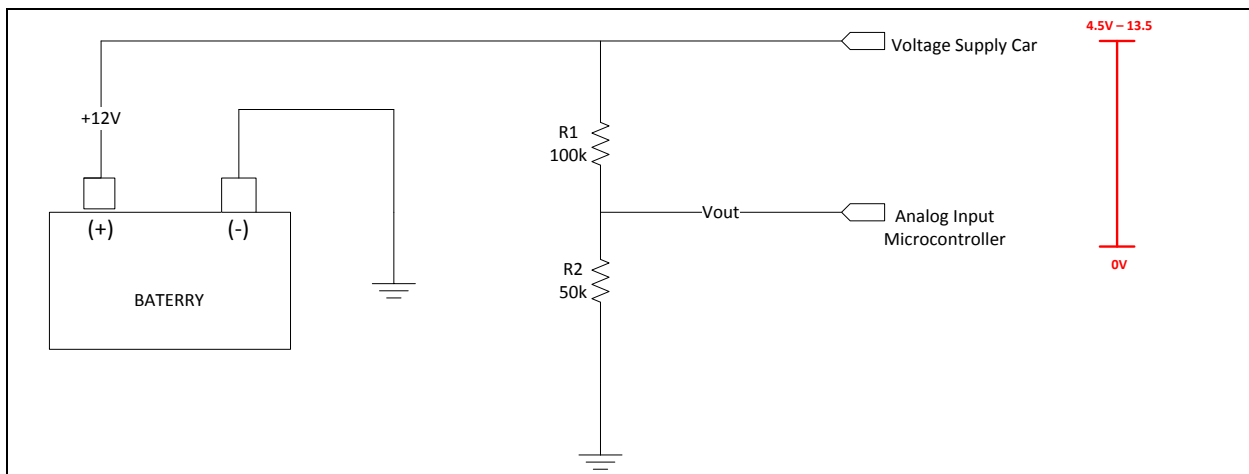 4.5V – 13.5
Voltage Supply Car
+12V
R1
100k
(+)
(-)
Vout
Analog Input
Microcontroller
0V
R2
50k
BATERRY